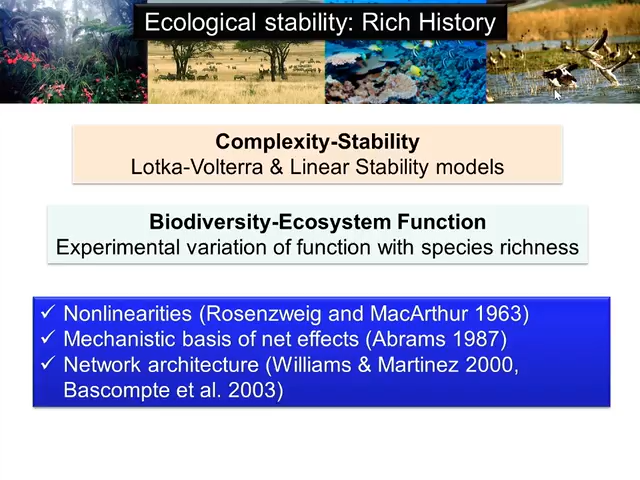 Ecological stability: Rich History
Complexity-Stability
Lotka-Volterra & Linear Stability models
Biodiversity-Ecosystem Function
Experimental variation of function with species richness
✓ Nonlinearities (Rosenzweig and MacArthur 1963)
✓ Mechanistic basis of net effects (Abrams 1987)
✓ Network architecture (Williams & Martinez 2000,
Bascompte et al. 2003)